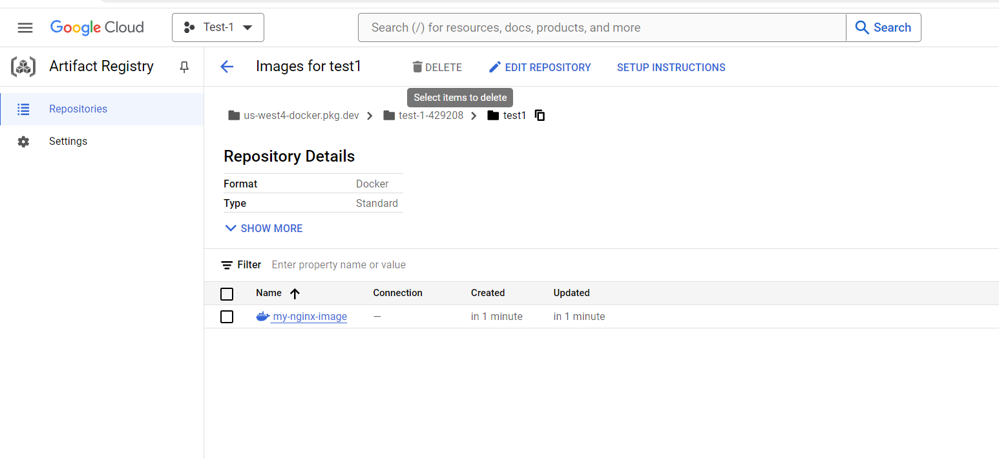 Google Cloud
Test-1
Search (/) for resources, docs, products, and more
Search
Artifact Registry
Images for test1
DELETE
EDIT REPOSITORY
SETUP INSTRUCTIONS
Select items to delete
Repositories
Settings
us-west4-docker.pkg.dev
test-1-429208
test1
Repository Details
Format Docker
Type Standard
SHOW MORE
Filter Enter property name or value
Name Connection Created Updated
my-nginx-image — in 1 minute in 1 minute